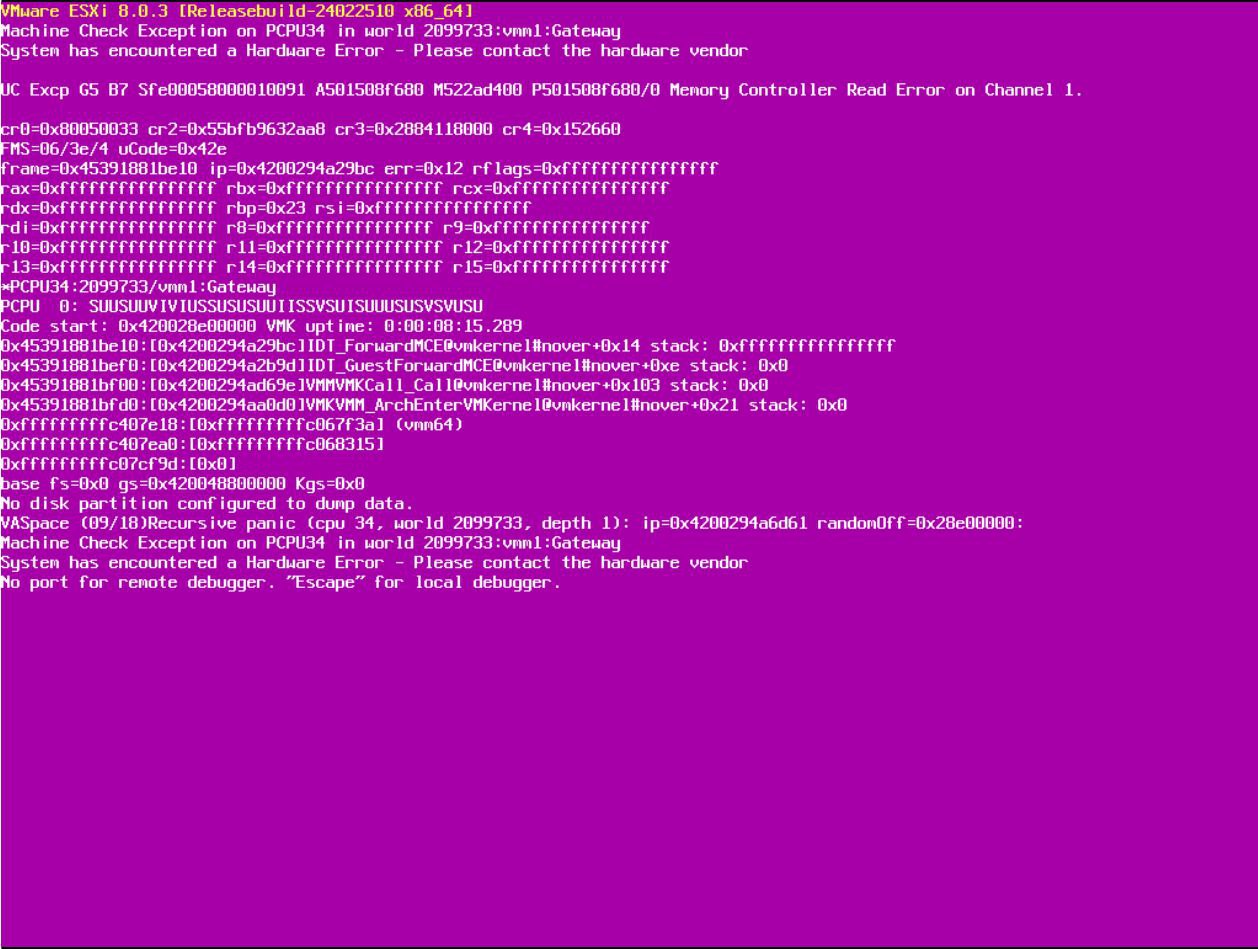 VMware ESXi 8.0.3 [Releasebuild-24022510 x86_64]
Machine Check Exception on PCPU34 in world 2099733:vmm1:Gateway
System has encountered a Hardware Error - Please contact the hardware vendor
UC Excp G5 B7 Sfe00058000010091 A501508f680 M522ad400 P501508f680/0 Memory Controller Read Error on Channel 1.
cr0=0x80050033 cr2=0x55bfb9632aa8 cr3=0x2884118000 cr4=0x152660
FMS=06/3e/4 uCode=0x42e
frame=0x45391881be10 ip=0x4200294a29bc err=0x12 rflags=0xffffffffffffffff
rax=0xffffffffffffffff rbx=0xffffffffffffffff rcx=0xffffffffffffffff
rdx=0xffffffffffffffff rbp=0x23 rsi=0xffffffffffffffff
rdi=0xffffffffffffffff r8=0xffffffffffffffff r9=0xffffffffffffffff
r10=0xffffffffffffffff r11=0xffffffffffffffff r12=0xffffffffffffffff
r13=0xffffffffffffffff r14=0xffffffffffffffff r15=0xffffffffffffffff
*PCPU34:2099733/vmm1:Gateway
PCPU  0: SUUSUUVIVIUSSUSUSUUIISSVSUISUUUSUSVSVUSU
Code start: 0x420028e00000 VMK uptime: 0:00:08:15.289
0x45391881be10:[0x4200294a29bc]IDT_ForwardMCE@vmkernel#nover+0x14 stack: 0xffffffffffffffff
0x45391881bef0:[0x4200294a2b9d]IDT_GuestForwardMCE@vmkernel#nover+0xe stack: 0x0
0x45391881bf00:[0x4200294ad69e]VMMVMKCall_Call@vmkernel#nover+0x103 stack: 0x0
0x45391881bfd0:[0x4200294aa0d0]VMKVMM_ArchEnterVMKernel@vmkernel#nover+0x21 stack: 0x0
0xfffffffffc407e18:[0xfffffffffc067f3a] (vmm64)
0xfffffffffc407ea0:[0xfffffffffc068315]
0xfffffffffc07cf9d:[0x0]
base fs=0x0 gs=0x420048800000 Kgs=0x0
No disk partition configured to dump data.
VASpace (09/18)Recursive panic (cpu 34, world 2099733, depth 1): ip=0x4200294a6d61 randomOff=0x28e00000:
Machine Check Exception on PCPU34 in world 2099733:vmm1:Gateway
System has encountered a Hardware Error - Please contact the hardware vendor
No port for remote debugger. "Escape" for local debugger.